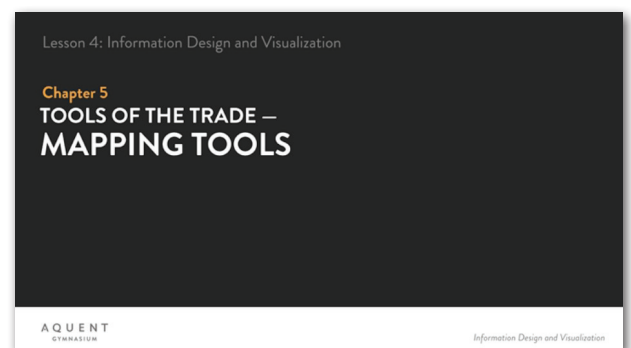 Lesson 4: Information Design and Visualization
Chapter 5
TOOLS OF THE TRADE —
MAPPING TOOLS
AQUENT
GYMNASIUM
Information Design and Visualization